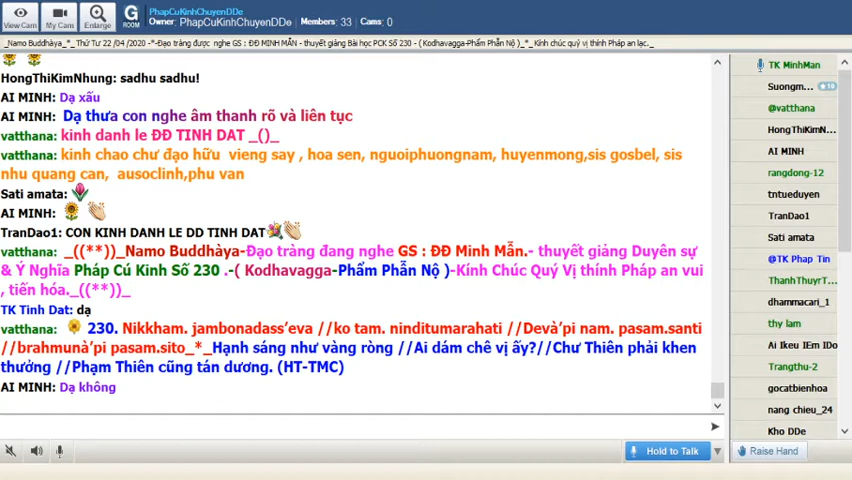 View Cam
My Cam
Enlarge
G
ROOM
PhapCuKinhChuyenDDe
Owner: PhapCuKinhChuyenDDe Members: 33 Cams: 0
_Namo Buddhàya_*_ Thứ Tư 22 /04 /2020 -*-Đạo tràng được nghe GS : ĐĐ MINH MẪN - thuyết giảng Bài học PCK Số 230 - ( Kodhavagga-Phẩm Phẫn Nộ )_*_Kính chúc quý vị thính Pháp an lạc._
HongThiKimNhung: sadhu sadhu!
AI MINH: Dạ xấu
AI MINH: Dạ thưa con nghe âm thanh rõ và liên tục
vatthana: kinh danh le ĐĐ TINH DAT _()_
vatthana: kinh chao chư đạo hữu vieng say , hoa sen, nguoiphuongnam, huyenmong,sis gosbel, sis
nhu quang can, ausoclinh,phu van
Sati amata:
AI MINH:
TranDao1: CON KINH DANH LE DD TINH DAT
vatthana: _((**))_Namo Buddhàya-Đạo tràng đang nghe GS : ĐĐ Minh Mẫn.- thuyết giảng Duyên sự
& Ý Nghĩa Pháp Cú Kinh Số 230 .-( Kodhavagga-Phẩm Phẫn Nộ )-Kính Chúc Quý Vị thính Pháp an vui
, tiến hóa._((**))_
TK Tinh Dat: dạ
vatthana: 230. Nikkham. jambonadass'eva //ko tam. ninditumarahati //Devà'pi nam. pasam.santi
//brahmunà'pi pasam.sito_*_Hạnh sáng như vàng ròng //Ai dám chê vị ấy?//Chư Thiên phải khen
thưởng //Phạm Thiên cũng tán dương. (HT-TMC)
AI MINH: Dạ không
Hold to Talk
Raise Hand
TK MinhMan
Suongm... 10
@vatthana
HongThiKimN...
AI MINH
rangdong-12
tntueduyen
TranDao1
Sati amata
@TK Phap Tin
ThanhThuyrT...
dhammacari_1
thy lam
Ai Ikeu IEm IDo
Trangthu-2
gocatbienhoa
nang chieu_24
Kho DDe